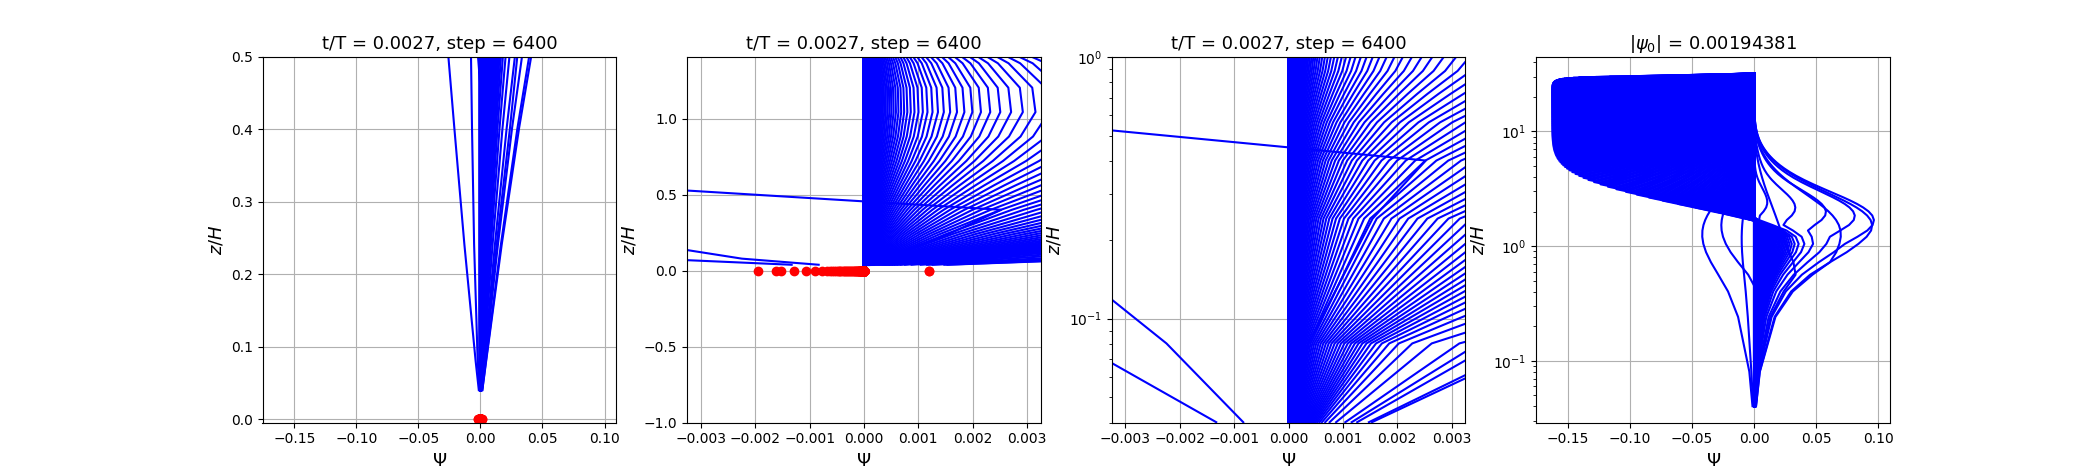 t/T = 0.0027, step = 6400
0.5
0.4
0.3
0.2
0.1
0.0
z/H
−0.15 −0.10 −0.05 0.00 0.05 0.10
Ψ
t/T = 0.0027, step = 6400
1.0
0.5
0.0
−0.5
−1.0
z/H
−0.003 −0.002 −0.001 0.000 0.001 0.002 0.003
Ψ
t/T = 0.0027, step = 6400
10⁰
10⁻¹
z/H
−0.003 −0.002 −0.001 0.000 0.001 0.002 0.003
Ψ
|ψ₀| = 0.00194381
10¹
10⁰
10⁻¹
z/H
−0.15 −0.10 −0.05 0.00 0.05 0.10
Ψ